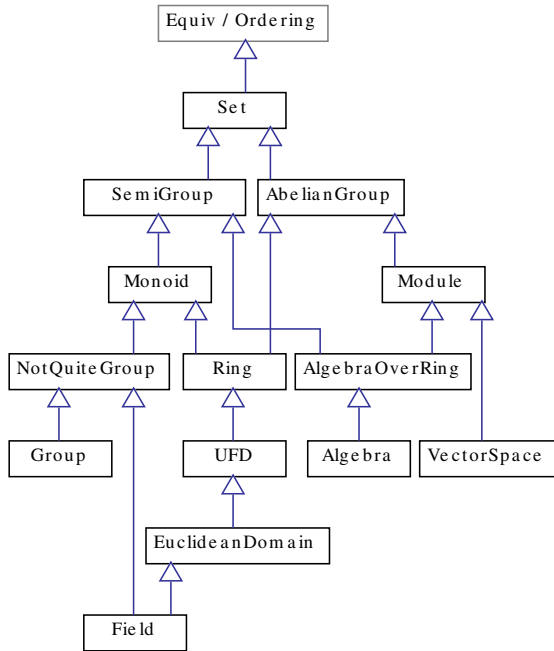 Equiv / Ordering
Set
SemiGroup AbelianGroup
Monoid Module
NotQuiteGroup Ring AlgebraOverRing
Group UFD Algebra VectorSpace
EuclideanDomain
Field